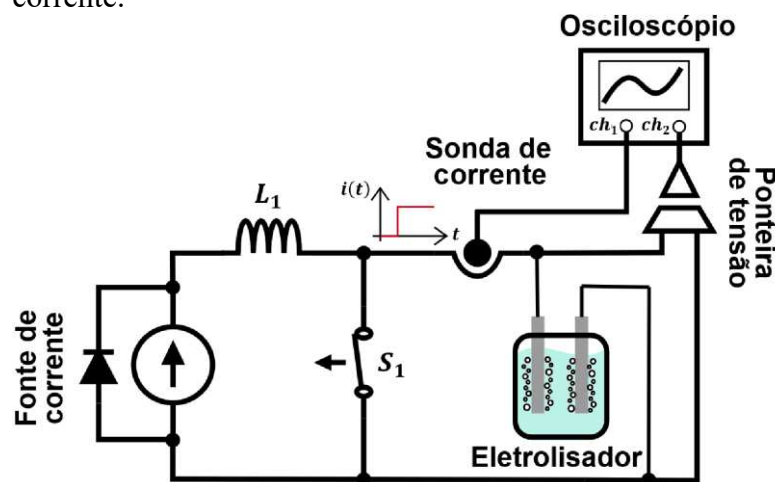 corrente.
Osciloscópio
ch₁ ch₂
Sonda de
corrente
Ponteira
de tensão
L₁
i(t)
t
Fonte de
corrente
S₁
Eletrolisador